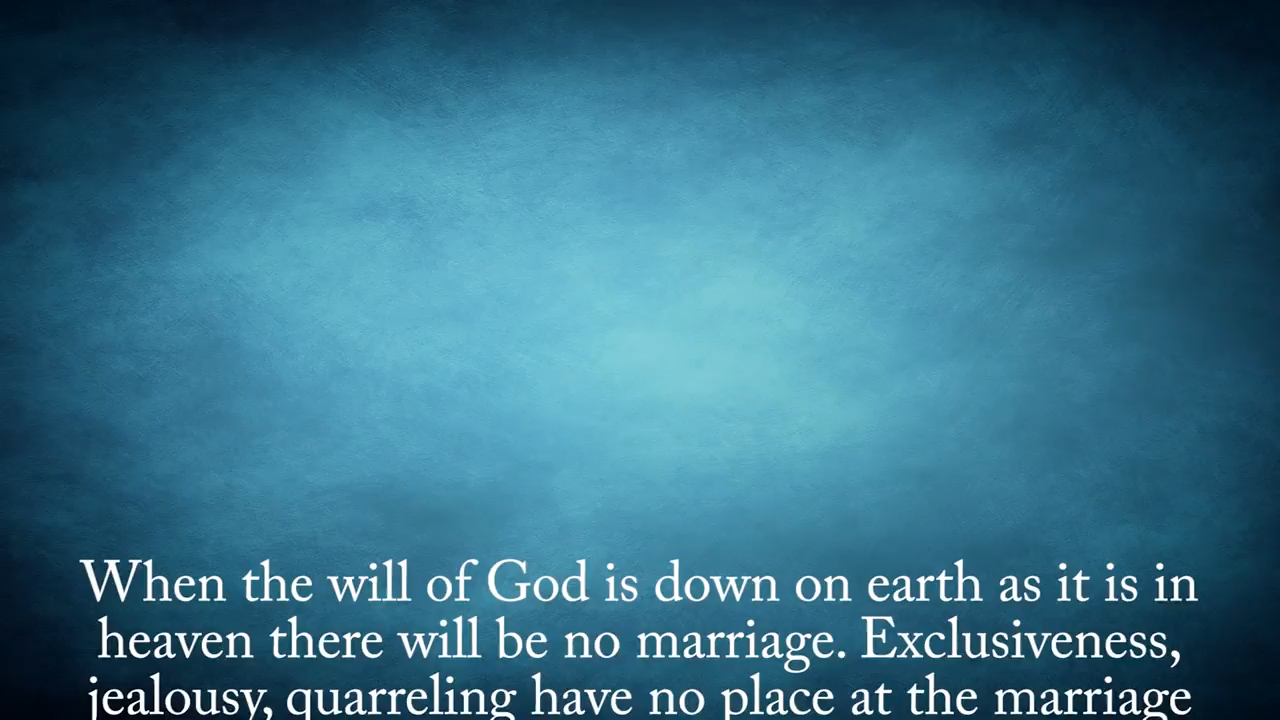 When the will of God is down on earth as it is in
heaven there will be no marriage. Exclusiveness,
jealousy, quarreling have no place at the marriage